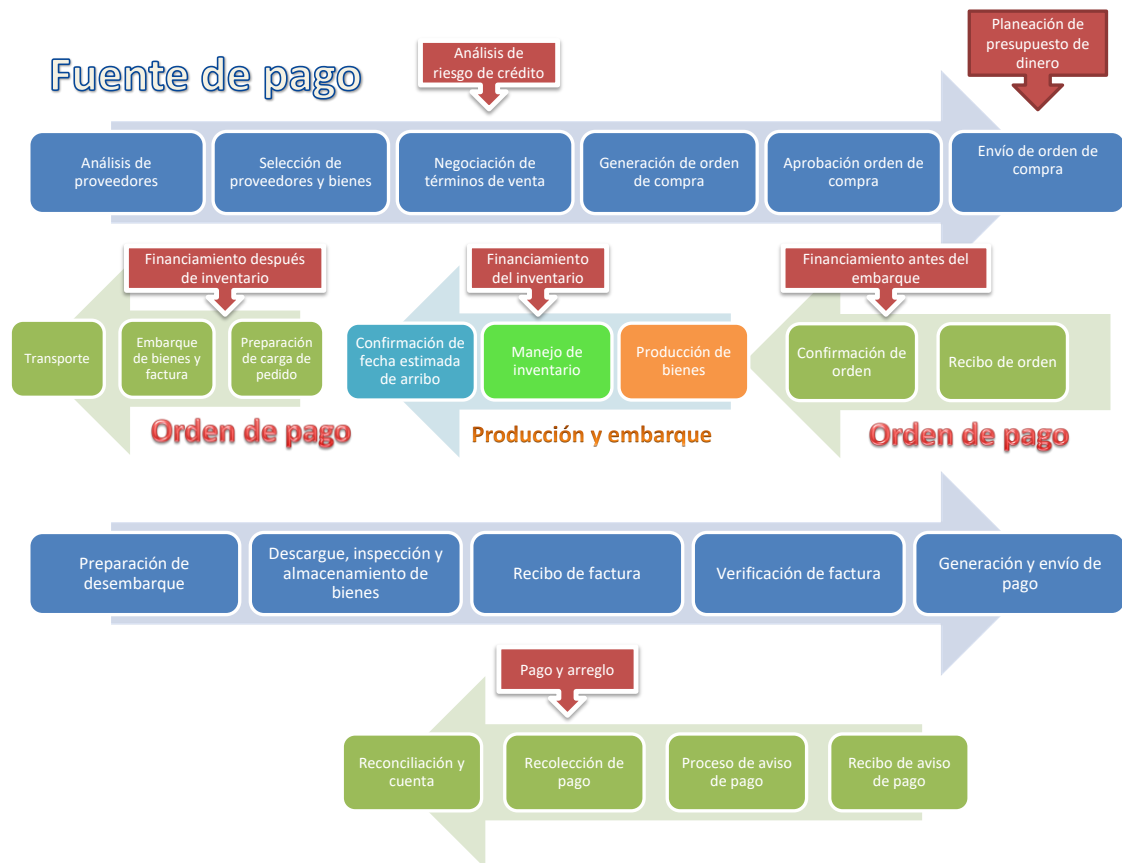 Planeación de
presupuesto de
dinero
Análisis de
riesgo de crédito
Fuente de pago
Análisis de
proveedores
Selección de
proveedores y bienes
Negociación de
términos de venta
Generación de orden
de compra
Aprobación orden de
compra
Envío de orden de
compra
Financiamiento después
de inventario
Financiamiento
del inventario
Financiamiento antes del
embarque
Transporte
Embarque
de bienes y
factura
Preparación
de carga de
pedido
Confirmación de
fecha estimada
de arribo
Manejo de
inventario
Producción de
bienes
Confirmación de
orden
Recibo de orden
Orden de pago
Producción y embarque
Orden de pago
Preparación de
desembarque
Descargue, inspección y
almacenamiento de
bienes
Recibo de factura
Verificación de factura
Generación y envío de
pago
Pago y arreglo
Reconciliación y
cuenta
Recolección de
pago
Proceso de aviso
de pago
Recibo de aviso
de pago